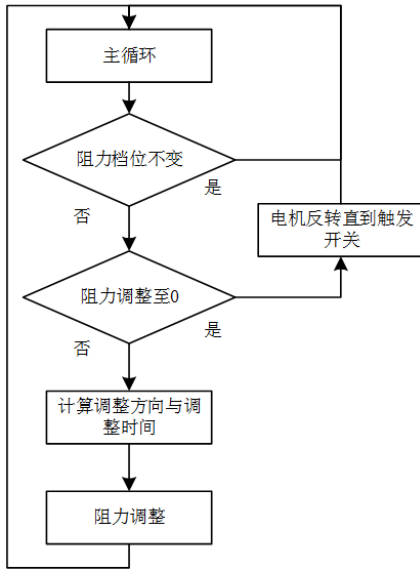 主循环
阻力档位不变
是
否
电机反转直到触发
开关
阻力调整至0
是
否
计算调整方向与调
整时间
阻力调整